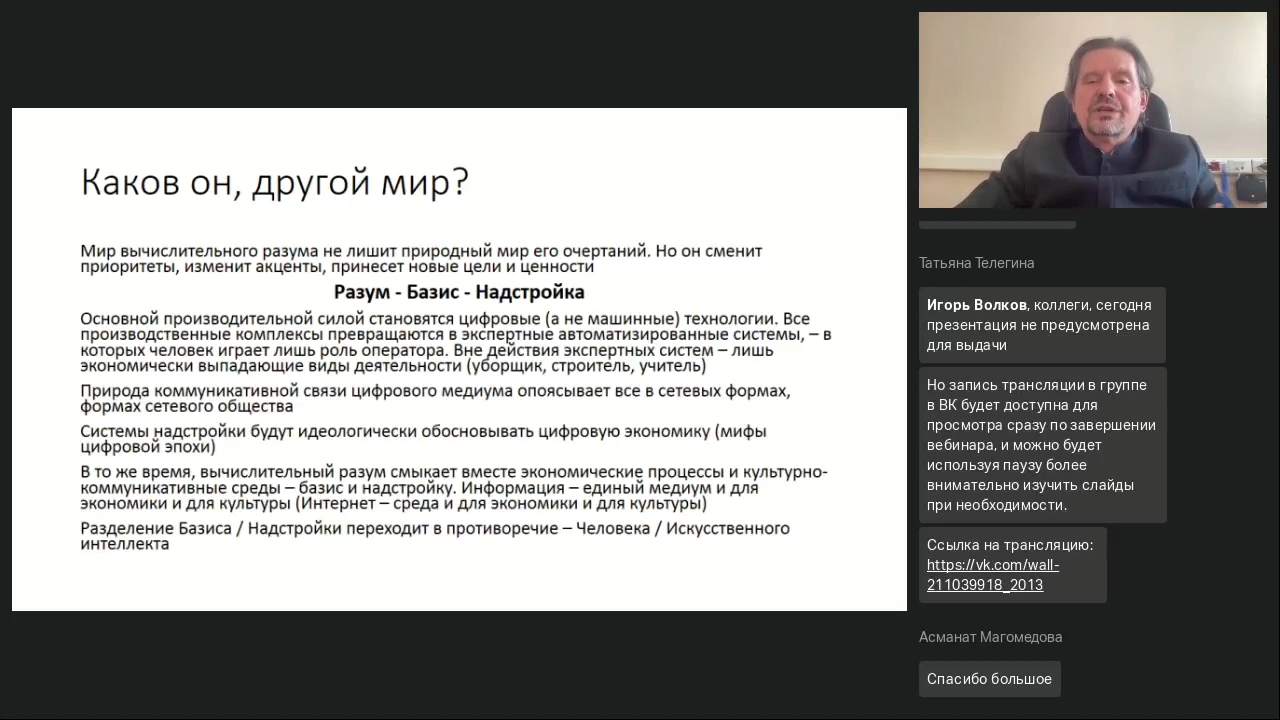 Каков он, другой мир?
Мир вычислительного разума не лишит природный мир его очертаний. Но он сменит
приоритеты, изменит акценты, принесет новые цели и ценности
Разум - Базис - Надстройка
Основной производительной силой становятся цифровые (а не машинные) технологии. Все
производственные комплексы превращаются в экспертные автоматизированные системы, – в
которых человек играет лишь роль оператора. Вне действия экспертных систем – лишь
экономически выпадающие виды деятельности (уборщик, строитель, учитель)
Природа коммуникативной связи цифрового медиума опоясывает все в сетевых формах,
формах сетевого общества
Системы надстройки будут идеологически обосновывать цифровую экономику (мифы
цифровой эпохи)
В то же время, вычислительный разум смыкает вместе экономические процессы и культурно-
коммуникативные среды – базис и надстройку. Информация – единый медиум и для
экономики и для культуры (Интернет – среда и для экономики и для культуры)
Разделение Базиса / Надстройки переходит в противоречие – Человека / Искусственного
интеллекта
Татьяна Телегина
Игорь Волков, коллеги, сегодня
презентация не предусмотрена
для выдачи
Но запись трансляции в группе
в ВК будет доступна для
просмотра сразу по завершении
вебинара, и можно будет
используя паузу более
внимательно изучить слайды
при необходимости.
Ссылка на трансляцию:
https://vk.com/wall-
211039918_2013
Асманат Магомедова
Спасибо большое